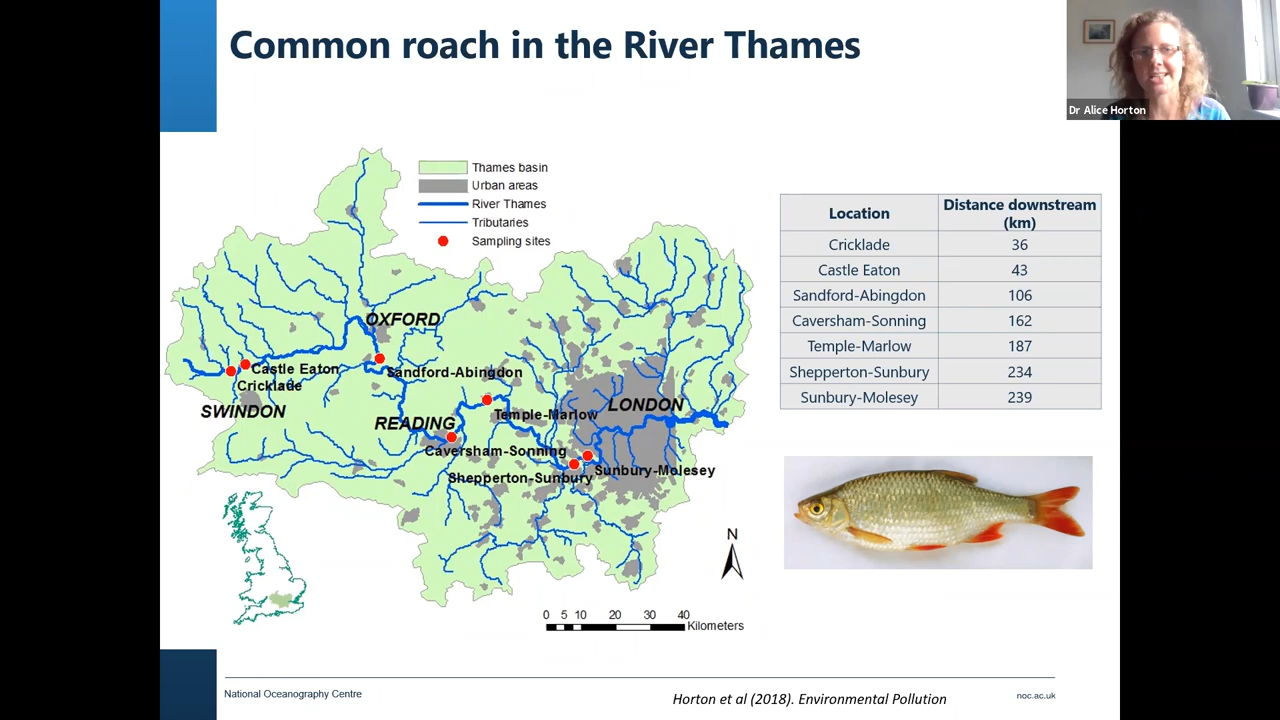 Common roach in the River Thames
Dr Alice Horton
Thames basin
Urban areas
River Thames
Tributaries
Sampling sites
OXFORD
Castle Eaton
Cricklade
SWINDON
Sandford-Abingdon
READING
Temple-Marlow
LONDON
Caversham-Sonning
Shepperton-Sunbury
Sunbury-Molesey
N
0 5 10 20 30 40
Kilometers
Location Distance downstream
(km)
Cricklade 36
Castle Eaton 43
Sandford-Abingdon 106
Caversham-Sonning 162
Temple-Marlow 187
Shepperton-Sunbury 234
Sunbury-Molesey 239
National Oceanography Centre
Horton et al (2018). Environmental Pollution
noc.ac.uk